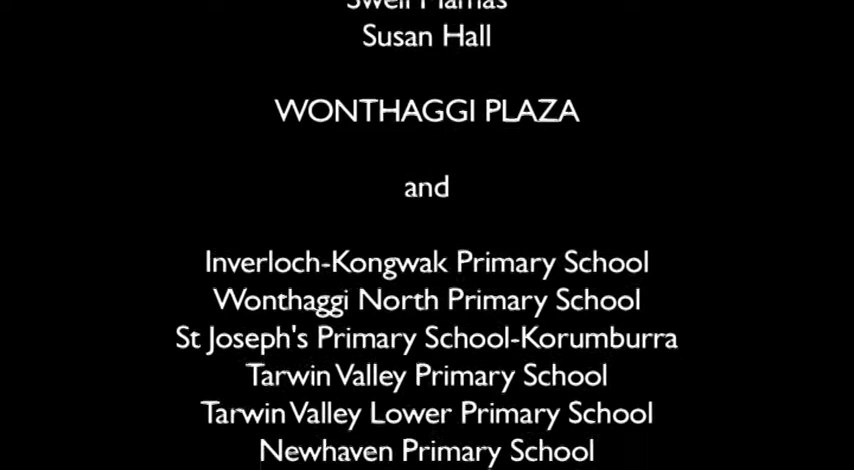 Susan Hall
WONTHAGGI PLAZA
and
Inverloch-Kongwak Primary School
Wonthaggi North Primary School
St Joseph's Primary School-Korumburra
Tarwin Valley Primary School
Tarwin Valley Lower Primary School
Newhaven Primary School